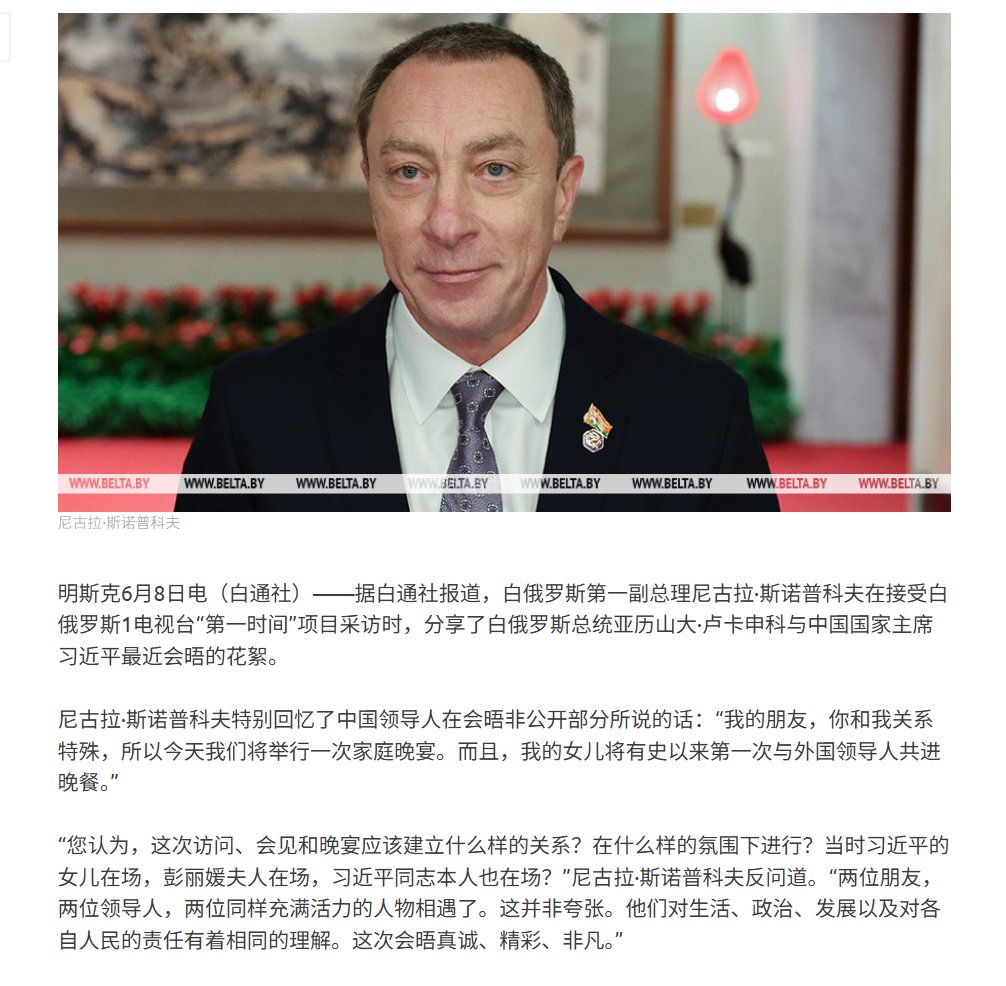 WWW.BELTA.BY WWW.BELTA.BY WWW.BELTA.BY WWW.BELTA.BY WWW.BELTA.BY WWW.BELTA.BY WWW.BELTA.BY WWW.BELTA.BY
尼古拉·斯诺普科夫
明斯克6月8日电（白通社）——据白通社报道，白俄罗斯第一副总理尼古拉·斯诺普科夫在接受白
俄罗斯1电视台“第一时间”项目采访时，分享了白俄罗斯总统亚历山大·卢卡申科与中国国家主席
习近平最近会晤的花絮。
尼古拉·斯诺普科夫特别回忆了中国领导人在会晤非公开部分所说的话：“我的朋友，你和我关系
特殊，所以今天我们将举行一次家庭晚宴。而且，我的女儿将有史以来第一次与外国领导人共进
晚餐。”
“您认为，这次访问、会见和晚宴应该建立什么样的关系？在什么样的氛围下进行？当时习近平的
女儿在场，彭丽媛夫人在场，习近平同志本人也在场？”尼古拉·斯诺普科夫反问道。“两位朋友，
两位领导人，两位同样充满活力的人物相遇了。这并非夸张。他们对生活、政治、发展以及对各
自人民的责任有着相同的理解。这次会晤真诚、精彩、非凡。”